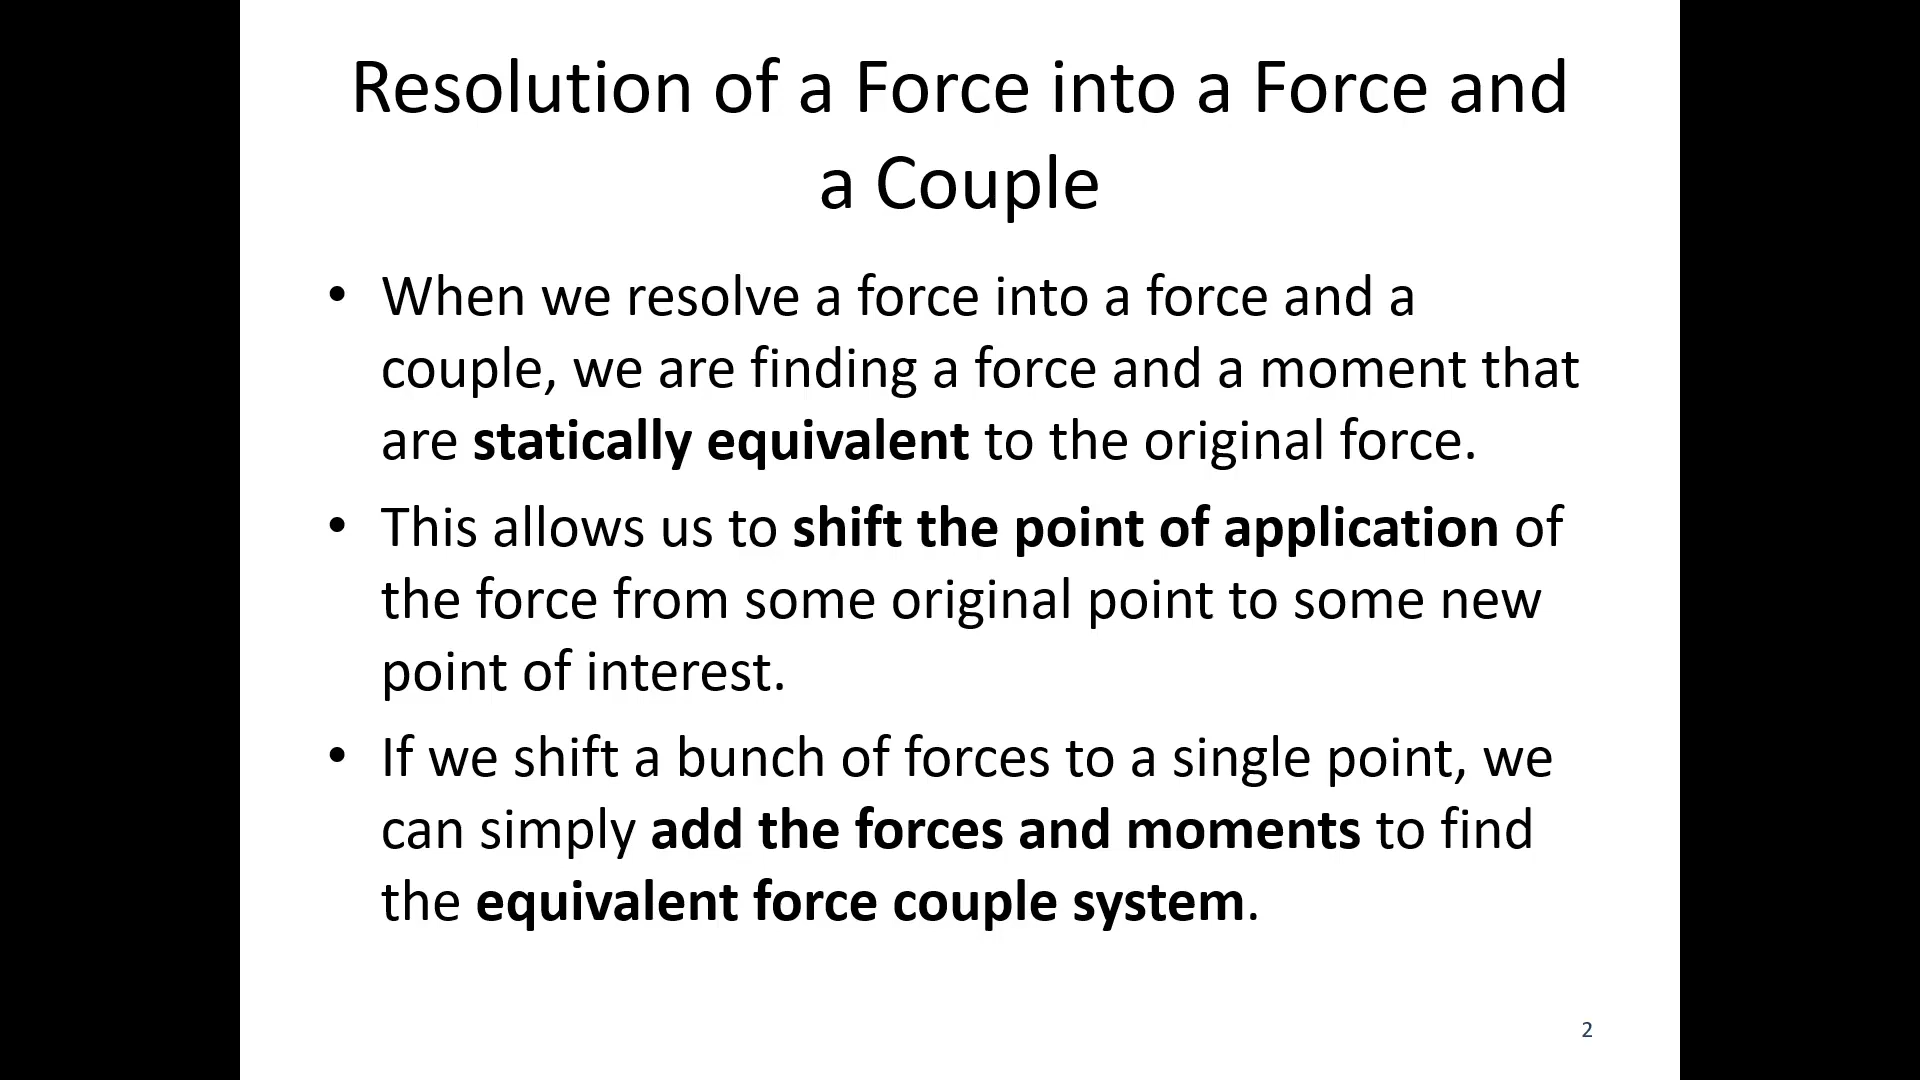 Resolution of a Force into a Force and
a Couple
• When we resolve a force into a force and a
couple, we are finding a force and a moment that
are statically equivalent to the original force.
• This allows us to shift the point of application of
the force from some original point to some new
point of interest.
• If we shift a bunch of forces to a single point, we
can simply add the forces and moments to find
the equivalent force couple system.
2